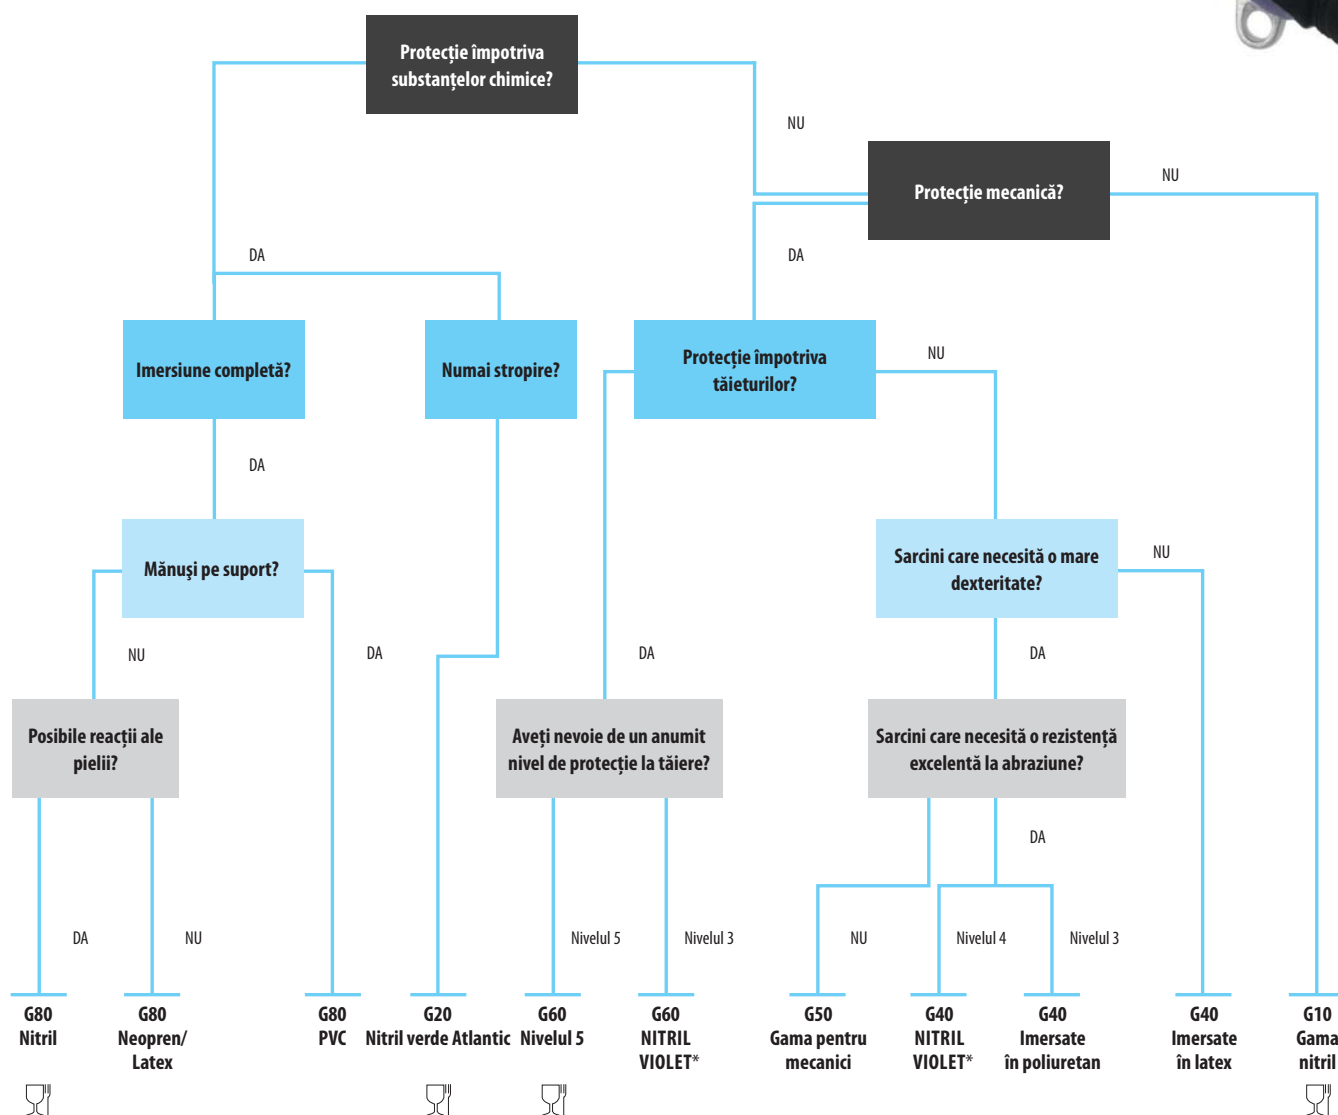 Protecție împotriva
substanțelor chimice?
NU
Protecție mecanică?
NU
DA
DA
Imersiune completă?
Numai stropire?
Protecție împotriva
tăieturilor?
NU
DA
Mănuşi pe suport?
Sarcini care necesită o mare
dexteritate?
NU
NU
DA
DA
DA
Posibile reacții ale
pielii?
Aveți nevoie de un anumit
nivel de protecție la tăiere?
Sarcini care necesită o rezistență
excelentă la abraziune?
DA
DA
NU
Nivelul 5
Nivelul 3
NU
Nivelul 4
Nivelul 3
G80
Nitril
G80
Neopren/
Latex
G80
PVC
G20
Nitril verde Atlantic
G60
Nivelul 5
G60
NITRIL
VIOLET*
G50
Gama pentru
mecanici
G40
NITRIL
VIOLET*
G40
Imersate
în poliuretan
G40
Imersate
în latex
G10
Gama
nitril